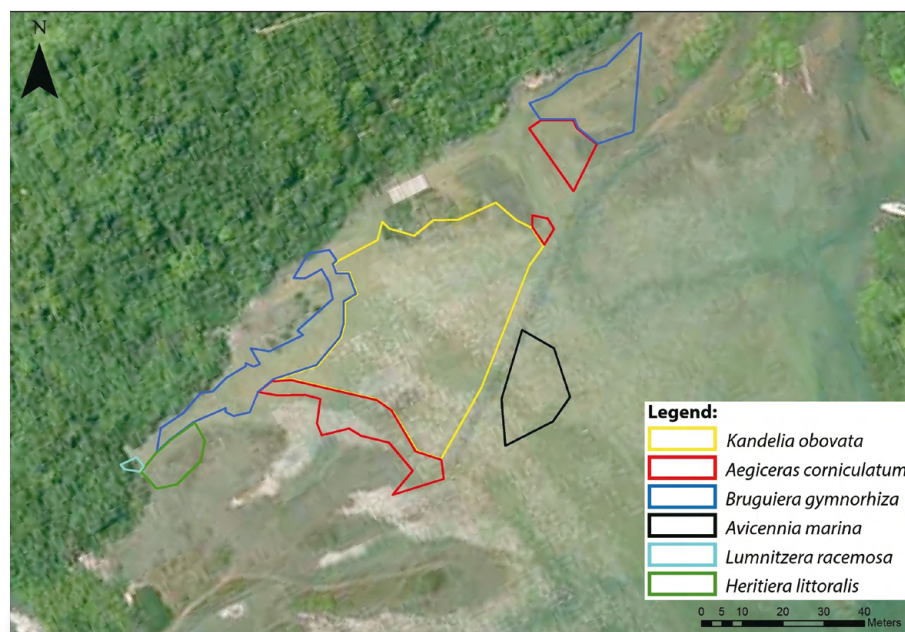 N
Legend:
Kandelia obovata
Aegiceras corniculatum
Bruguiera gymnorhiza
Avicennia marina
Lumnitzera racemosa
Heritiera littoralis
0 5 10 20 30 40
Meters